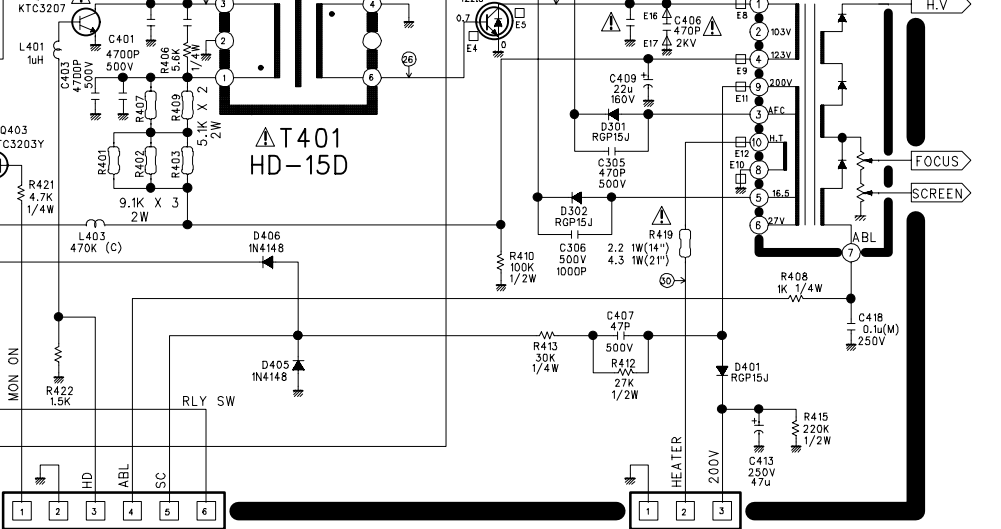 KTC3207
L401
1uH
C403
4700P
500V
C401
4700P
500V
R406
5.6K
1/4W
R407
R409
5.1K X 2
2W
R401
R402
R403
9.1K X 3
2W
Q403
KTC3203Y
R421
4.7K
1/4W
L403
470K (C)
3
2
1
4
6
T401
HD-15D
26
0.7
E4
E5
0
E16
E17
C406
470P
2KV
E8
E9
E11
E12
E10
C409
22u
160V
D301
RGP15J
C305
470P
500V
D302
RGP15J
C306
500V
1000P
R419
2.2 1W(14")
4.3 1W(21")
30
1
2
103V
4
123V
9
200V
3
AFC
10
H.T
8
5
16.5
6
27V
7
ABL
H.V
FOCUS
SCREEN
D406
1N4148
R410
100K
1/2W
R408
1K 1/4W
C418
0.1u(M)
250V
C407
47P
500V
R413
30K
1/4W
R412
27K
1/2W
D405
1N4148
D401
RGP15J
R422
1.5K
MON ON
RLY SW
R415
220K
1/2W
C413
250V
47u
HD
ABL
SC
HEATER
200V
1 2 3 4 5 6
1 2 3